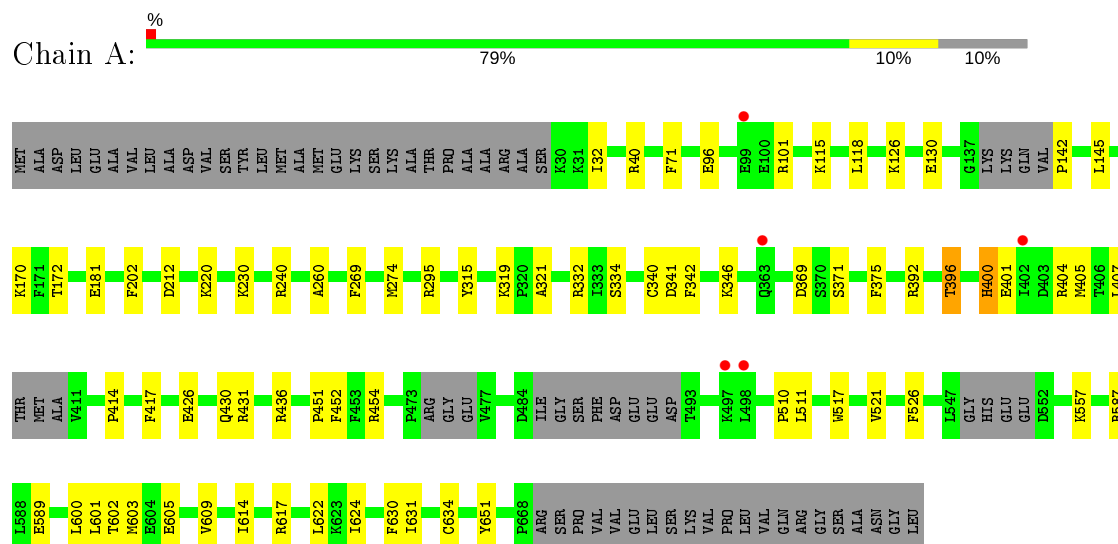 %
Chain A:
79% 10% 10%
MET ALA ASP LEU GLU ALA VAL LEU ALA ASP VAL SER TYR LEU MET ALA MET GLU LYS SER LYS ALA THR PRO ALA ALA ARG ALA SER K30 K31 I32 R40 F71 E96 E99 E100 R101 K115 L118 K126 E130 G137 LYS LYS GLN VAL P142 L145
K170 F171 T172 E181 F202 D212 K220 K230 R240 A260 F269 M274 R295 Y315 K319 P320 A321 R332 I333 S334 C340 D341 F342 K346 Q363 D369 S370 S371 F375 R392 T396 H400 E401 I402 D403 R404 M405 T406 L407
THR MET ALA V411 P414 F417 E426 Q430 R431 R436 P451 F452 F453 R454 P473 ARG GLY GLU V477 D484 ILE GLY SER PHE ASP GLU GLU ASP T493 K497 L498 P510 L511 W517 V521 F526 L547 GLY HIS GLU GLU D552 K557 R587
L588 E589 L600 L601 T602 M603 E604 E605 V609 I614 R617 L622 K623 I624 F630 I631 C634 Y651 P668 ARG SER PRO VAL VAL GLU LEU SER LYS VAL PRO LEU VAL GLN ARG GLY SER ALA ASN GLY LEU